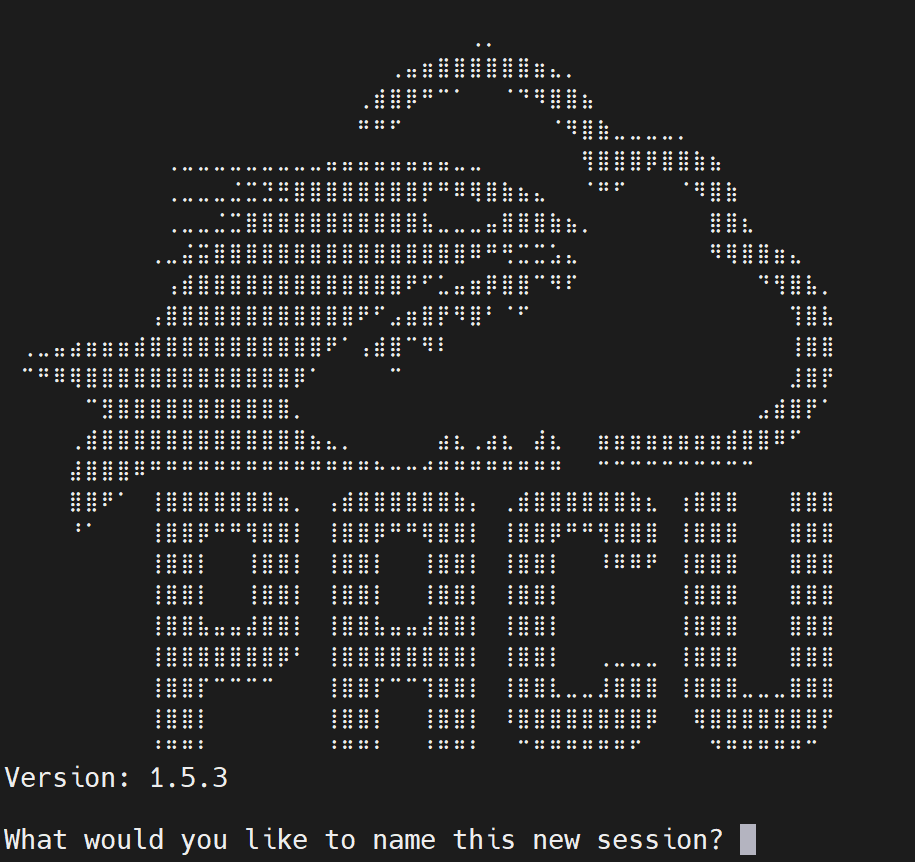 PACU
Version: 1.5.3
What would you like to name this new session?